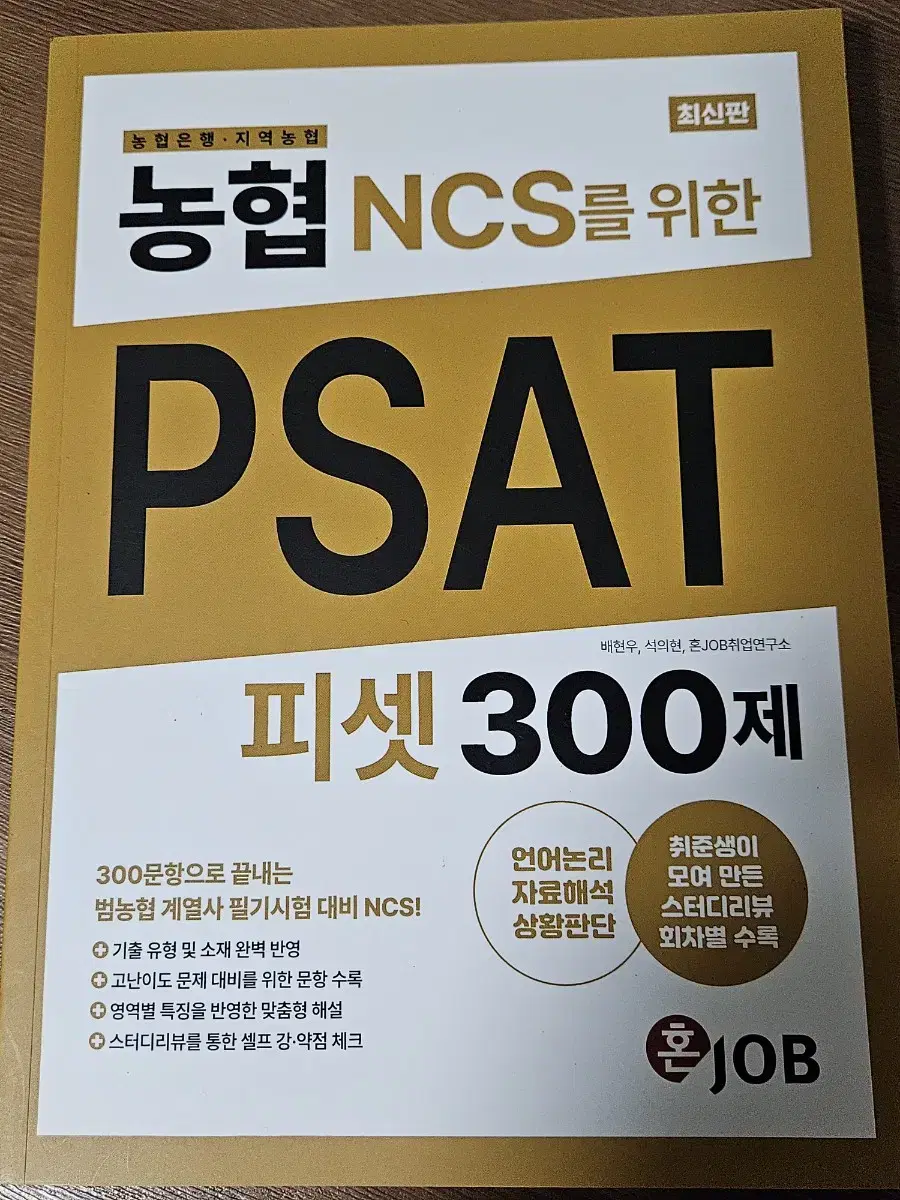 최신판
농협은행·지역농협
농협 NCS를 위한
PSAT
배현우, 석의현, 혼JOB취업연구소
피셋 300제
언어논리
자료해석
상황판단
취준생이
모여 만든
스터디리뷰
회차별 수록
300문항으로 끝내는
범농협 계열사 필기시험 대비 NCS!
기출 유형 및 소재 완벽 반영
고난이도 문제 대비를 위한 문항 수록
영역별 특징을 반영한 맞춤형 해설
스터디리뷰를 통한 셀프 강·약점 체크
혼JOB